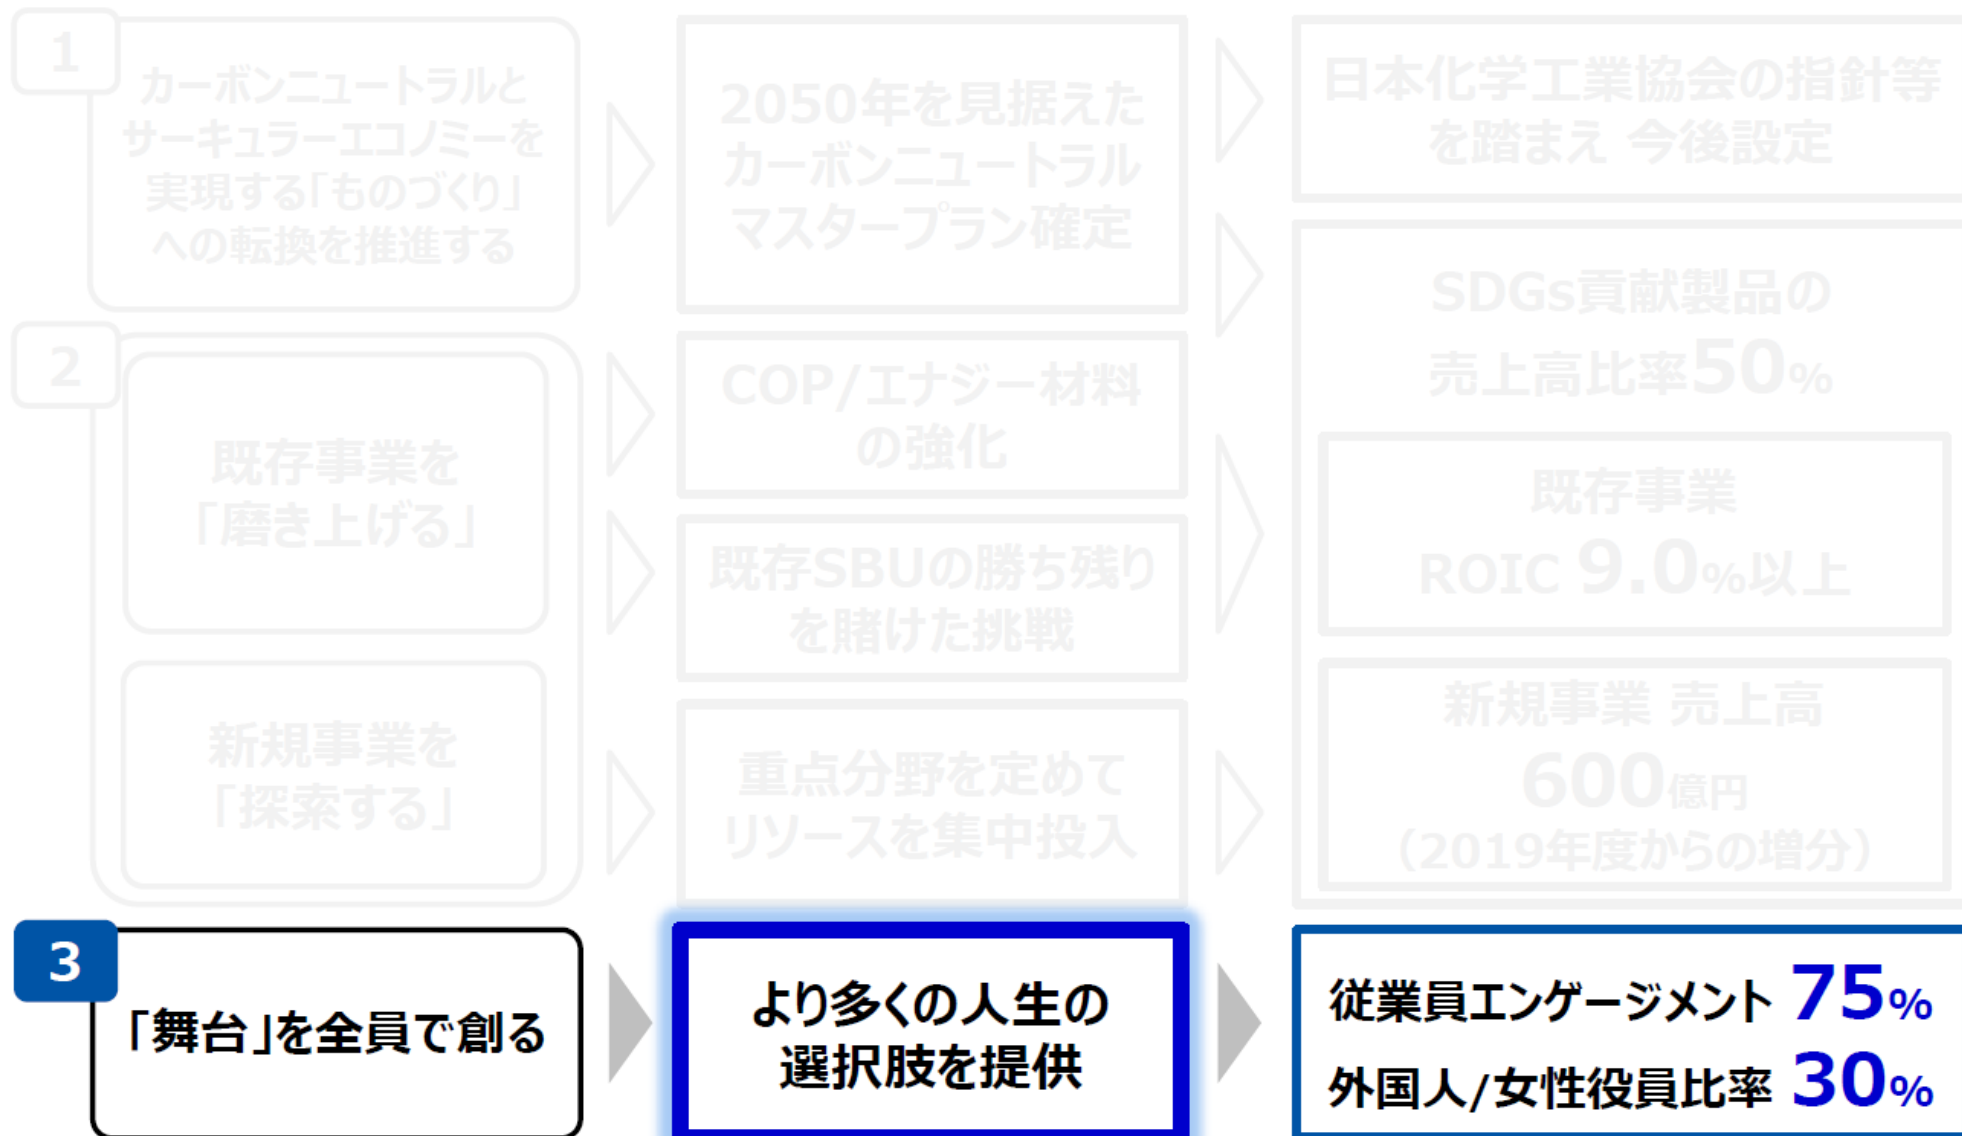 1
カーボンニュートラルと
サーキュラーエコノミーを
実現する「ものづくり」
への転換を推進する
2050年を見据えた
カーボンニュートラル
マスタープラン確定
日本化学工業協会の指針等
を踏まえ 今後設定
SDGs貢献製品の
売上高比率50%
2
既存事業を
「磨き上げる」
COP/エナジー材料
の強化
既存SBUの勝ち残り
を賭けた挑戦
既存事業
ROIC 9.0%以上
新規事業を
「探索する」
重点分野を定めて
リソースを集中投入
新規事業 売上高
600億円
（2019年度からの増分）
3
「舞台」を全員で創る
より多くの人生の
選択肢を提供
従業員エンゲージメント 75%
外国人/女性役員比率 30%